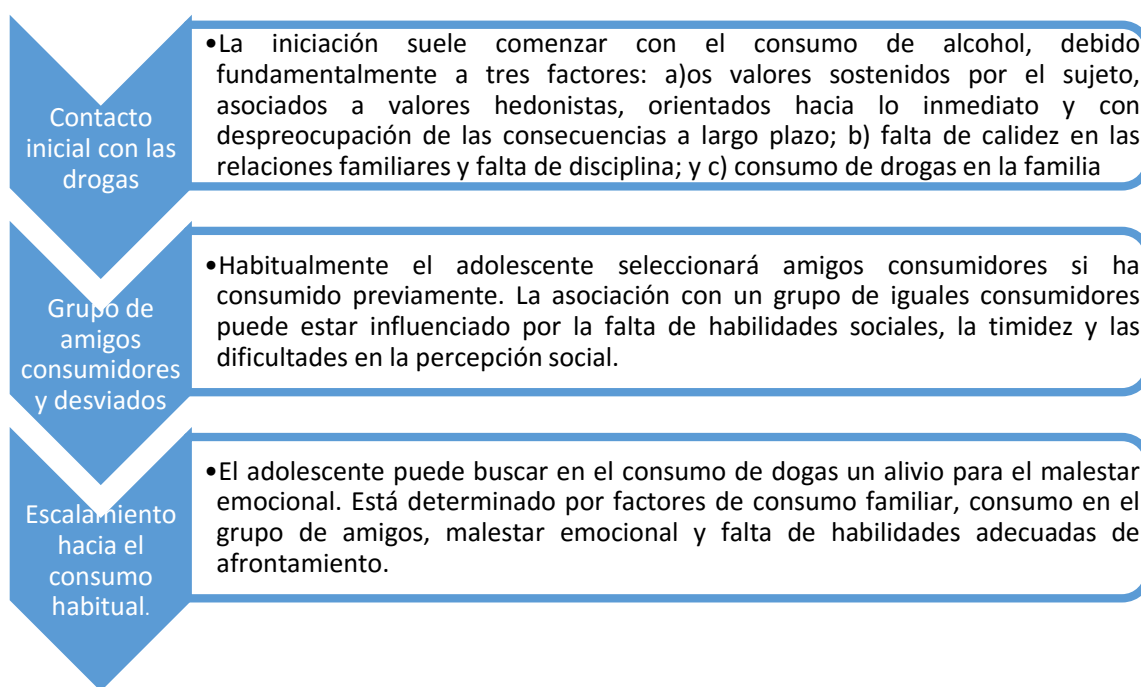 Contacto
inicial con las
drogas
•La iniciación suele comenzar con el consumo de alcohol, debido
fundamentalmente a tres factores: a)os valores sostenidos por el sujeto,
asociados a valores hedonistas, orientados hacia lo inmediato y con
despreocupación de las consecuencias a largo plazo; b) falta de calidez en las
relaciones familiares y falta de disciplina; y c) consumo de drogas en la familia
Grupo de
amigos
consumidores
y desviados
•Habitualmente el adolescente seleccionará amigos consumidores si ha
consumido previamente. La asociación con un grupo de iguales consumidores
puede estar influenciado por la falta de habilidades sociales, la timidez y las
dificultades en la percepción social.
Escalamiento
hacia el
consumo
habitual.
•El adolescente puede buscar en el consumo de dogas un alivio para el malestar
emocional. Está determinado por factores de consumo familiar, consumo en el
grupo de amigos, malestar emocional y falta de habilidades adecuadas de
afrontamiento.